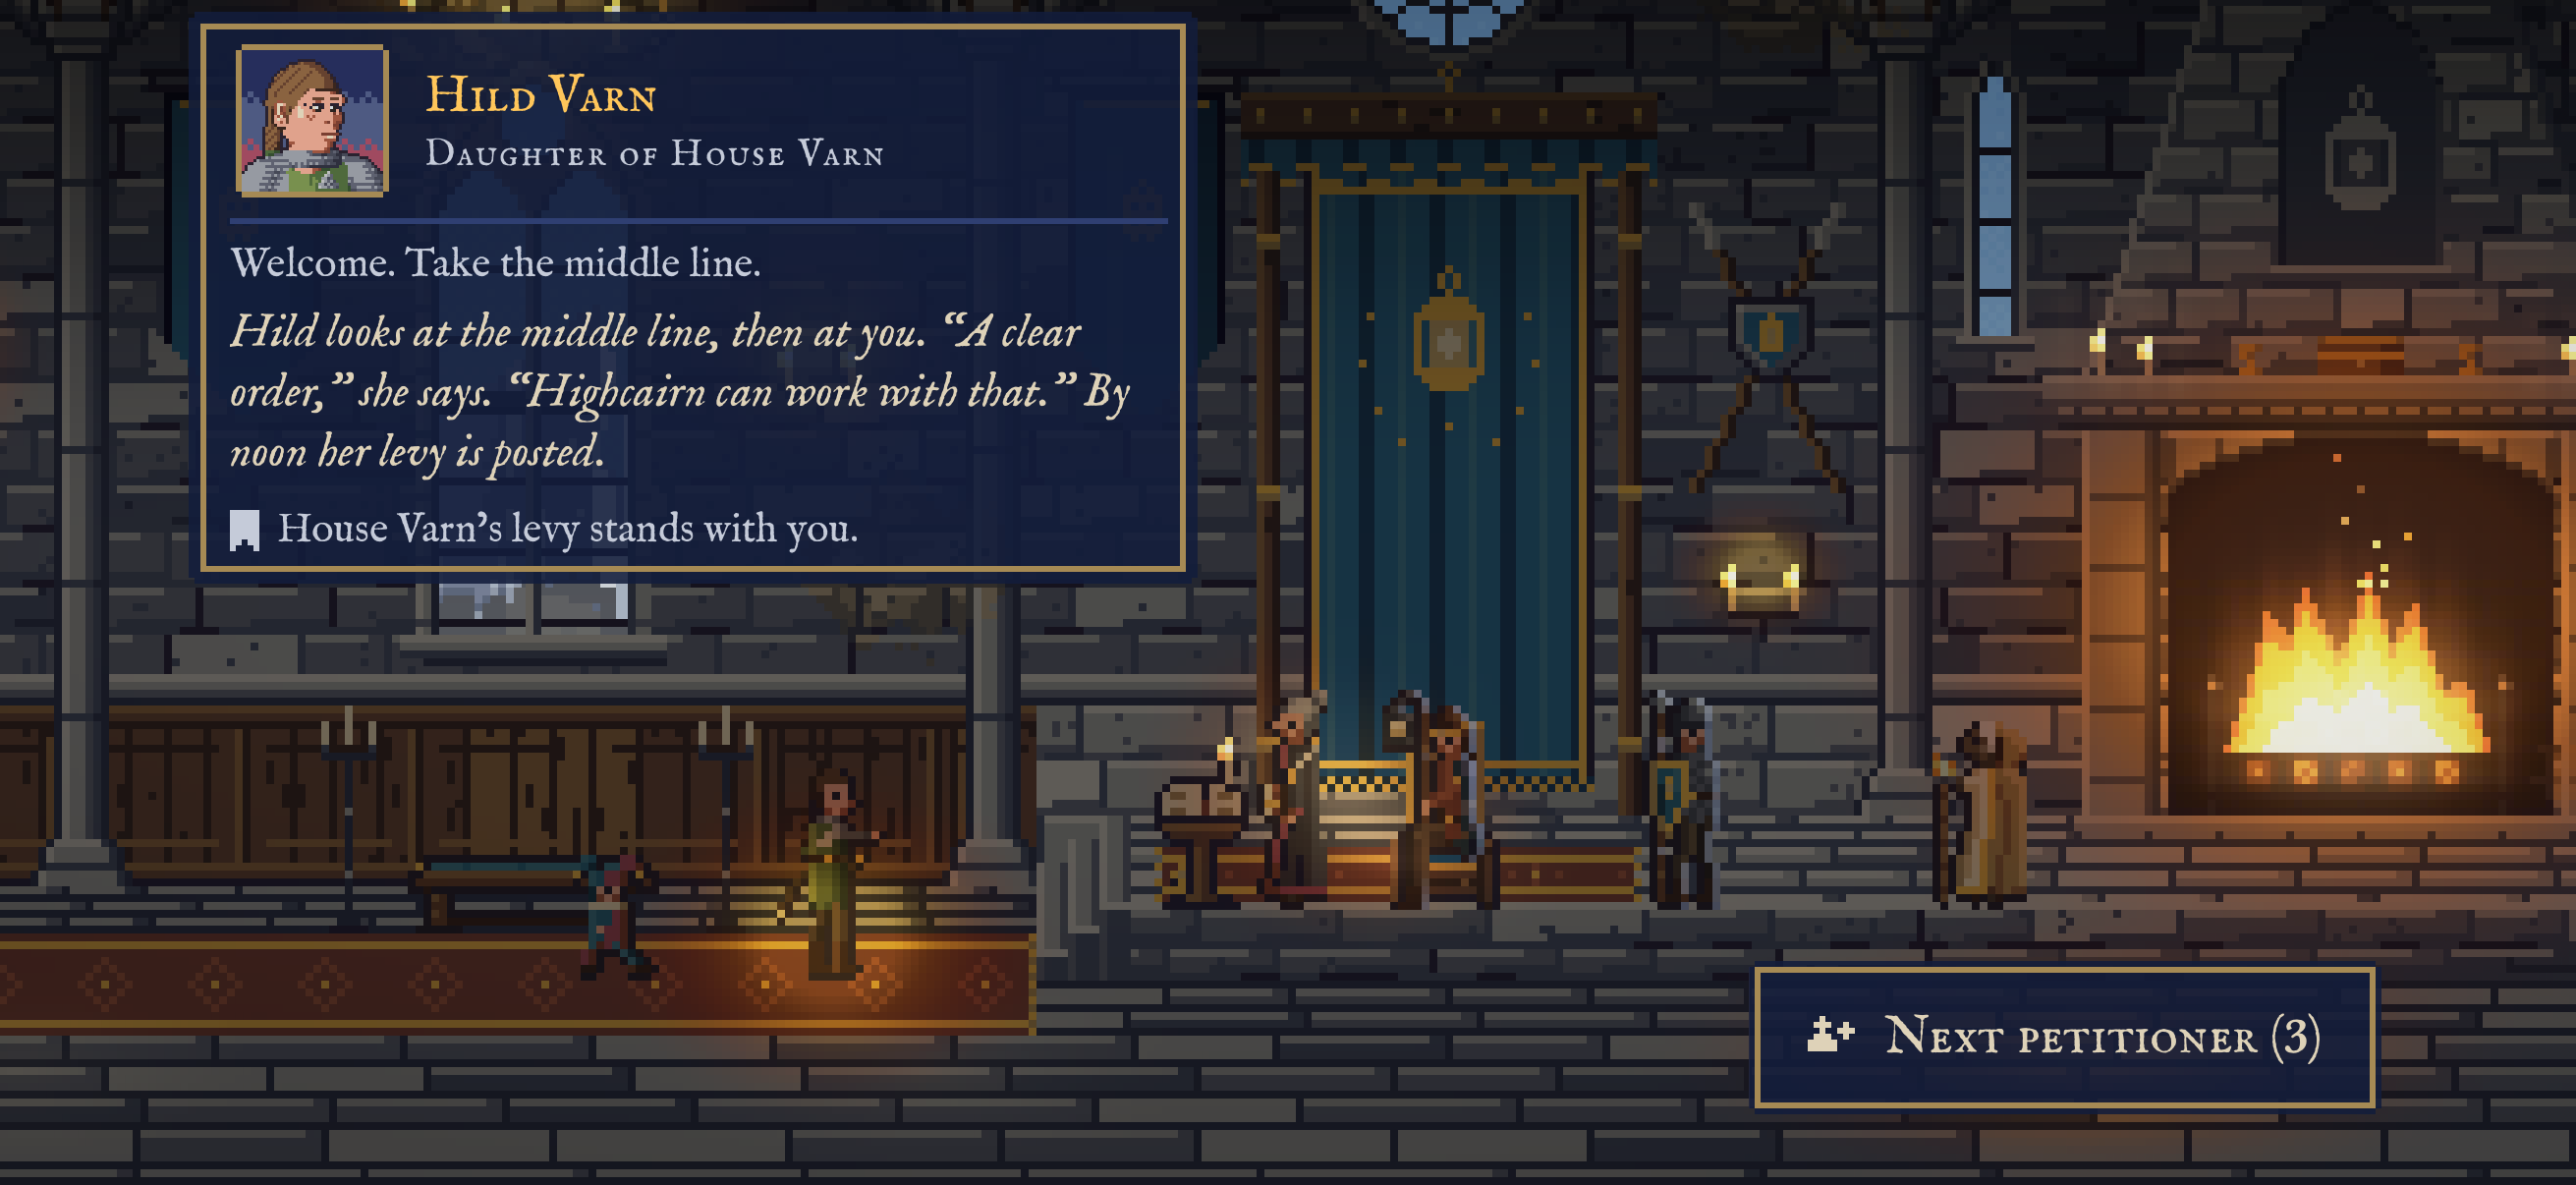 Hild Varn
Daughter of House Varn
Welcome. Take the middle line.
Hild looks at the middle line, then at you. “A clear
order,” she says. “Highcairn can work with that.” By
noon her levy is posted.
House Varn’s levy stands with you.
Next petitioner (3)